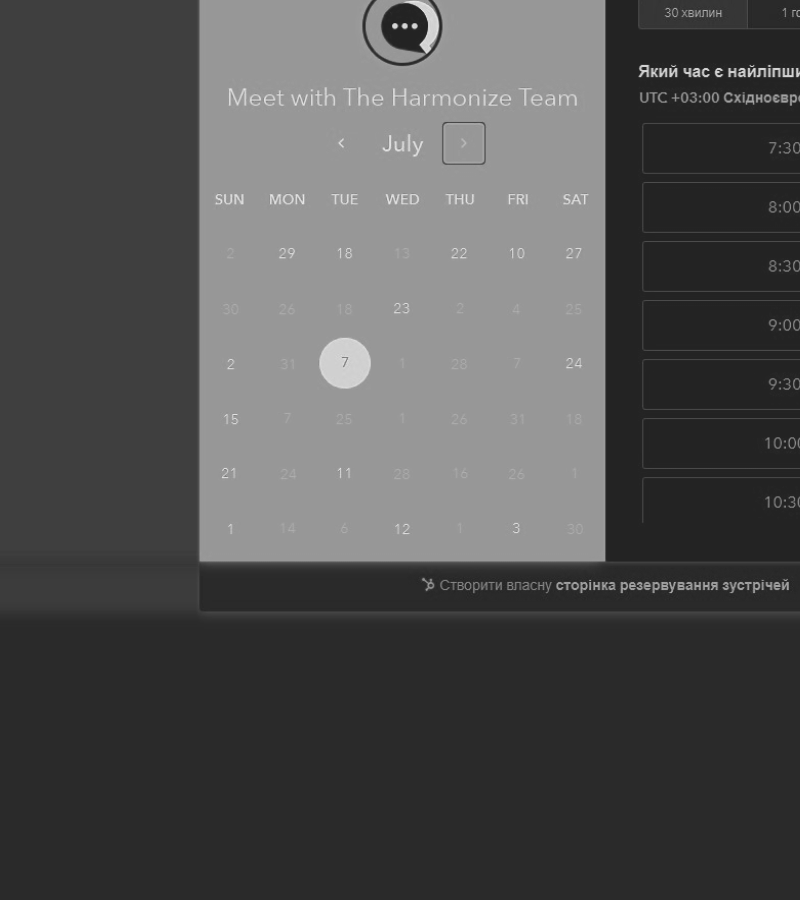 30 хвилин
1 го
Meet with The Harmonize Team
Який час є найліпши
UTC +03:00 Східноєвро
July
7:30
SUN MON TUE WED THU FRI SAT
8:00
2 29 18 13 22 10 27
8:30
30 26 18 23 2 4 25
9:00
2 31 7 1 28 7 24
9:30
15 7 25 1 26 31 18
10:00
21 24 11 28 16 26 1
10:30
1 14 6 12 1 3 30
Створити власну сторінка резервування зустрічей